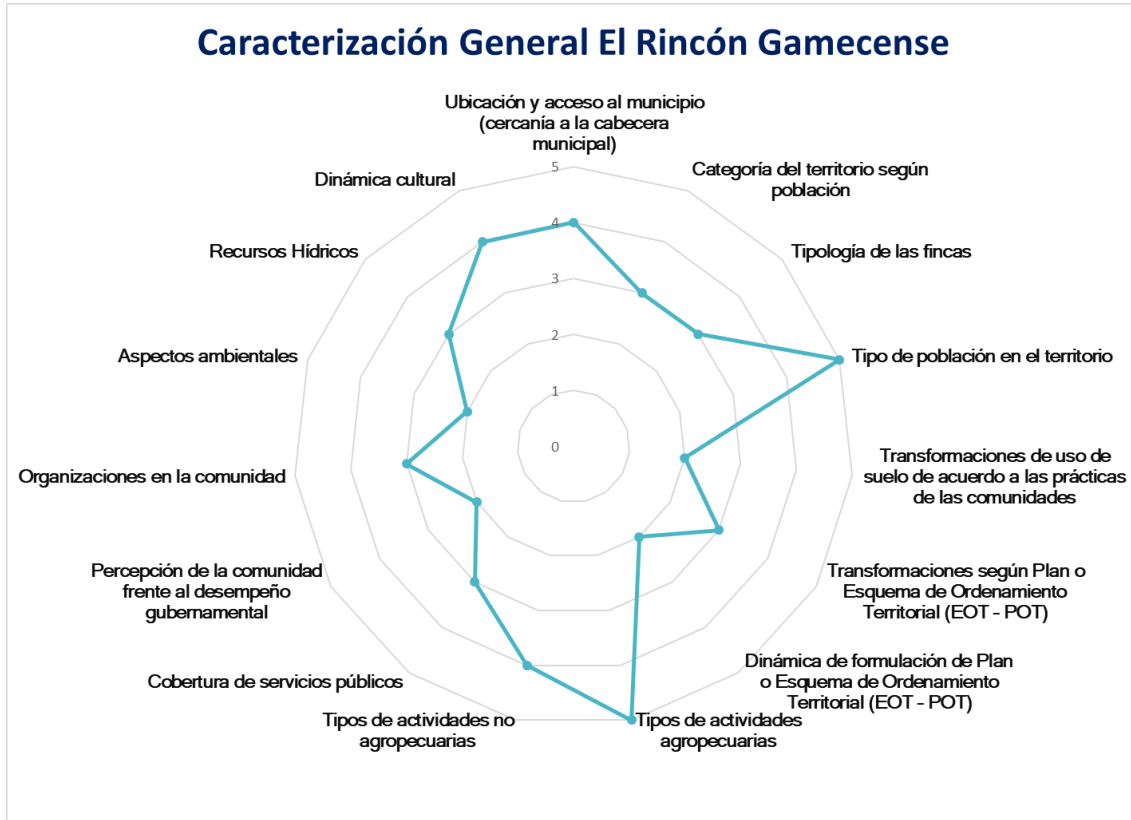 Caracterización General El Rincón Gamecense
Ubicación y acceso al municipio
(cercanía a la cabecera
municipal)
Categoría del territorio según
población
Tipología de las fincas
Tipo de población en el territorio
Transformaciones de uso de
suelo de acuerdo a las prácticas
de las comunidades
Transformaciones según Plan o
Esquema de Ordenamiento
Territorial (EOT - POT)
Dinámica de formulación de Plan
o Esquema de Ordenamiento
Territorial (EOT - POT)
Tipos de actividades
agropecuarias
Tipos de actividades no
agropecuarias
Cobertura de servicios públicos
Percepción de la comunidad
frente al desempeño
gubernamental
Organizaciones en la comunidad
Aspectos ambientales
Recursos Hídricos
Dinámica cultural
5
4
3
2
1
0